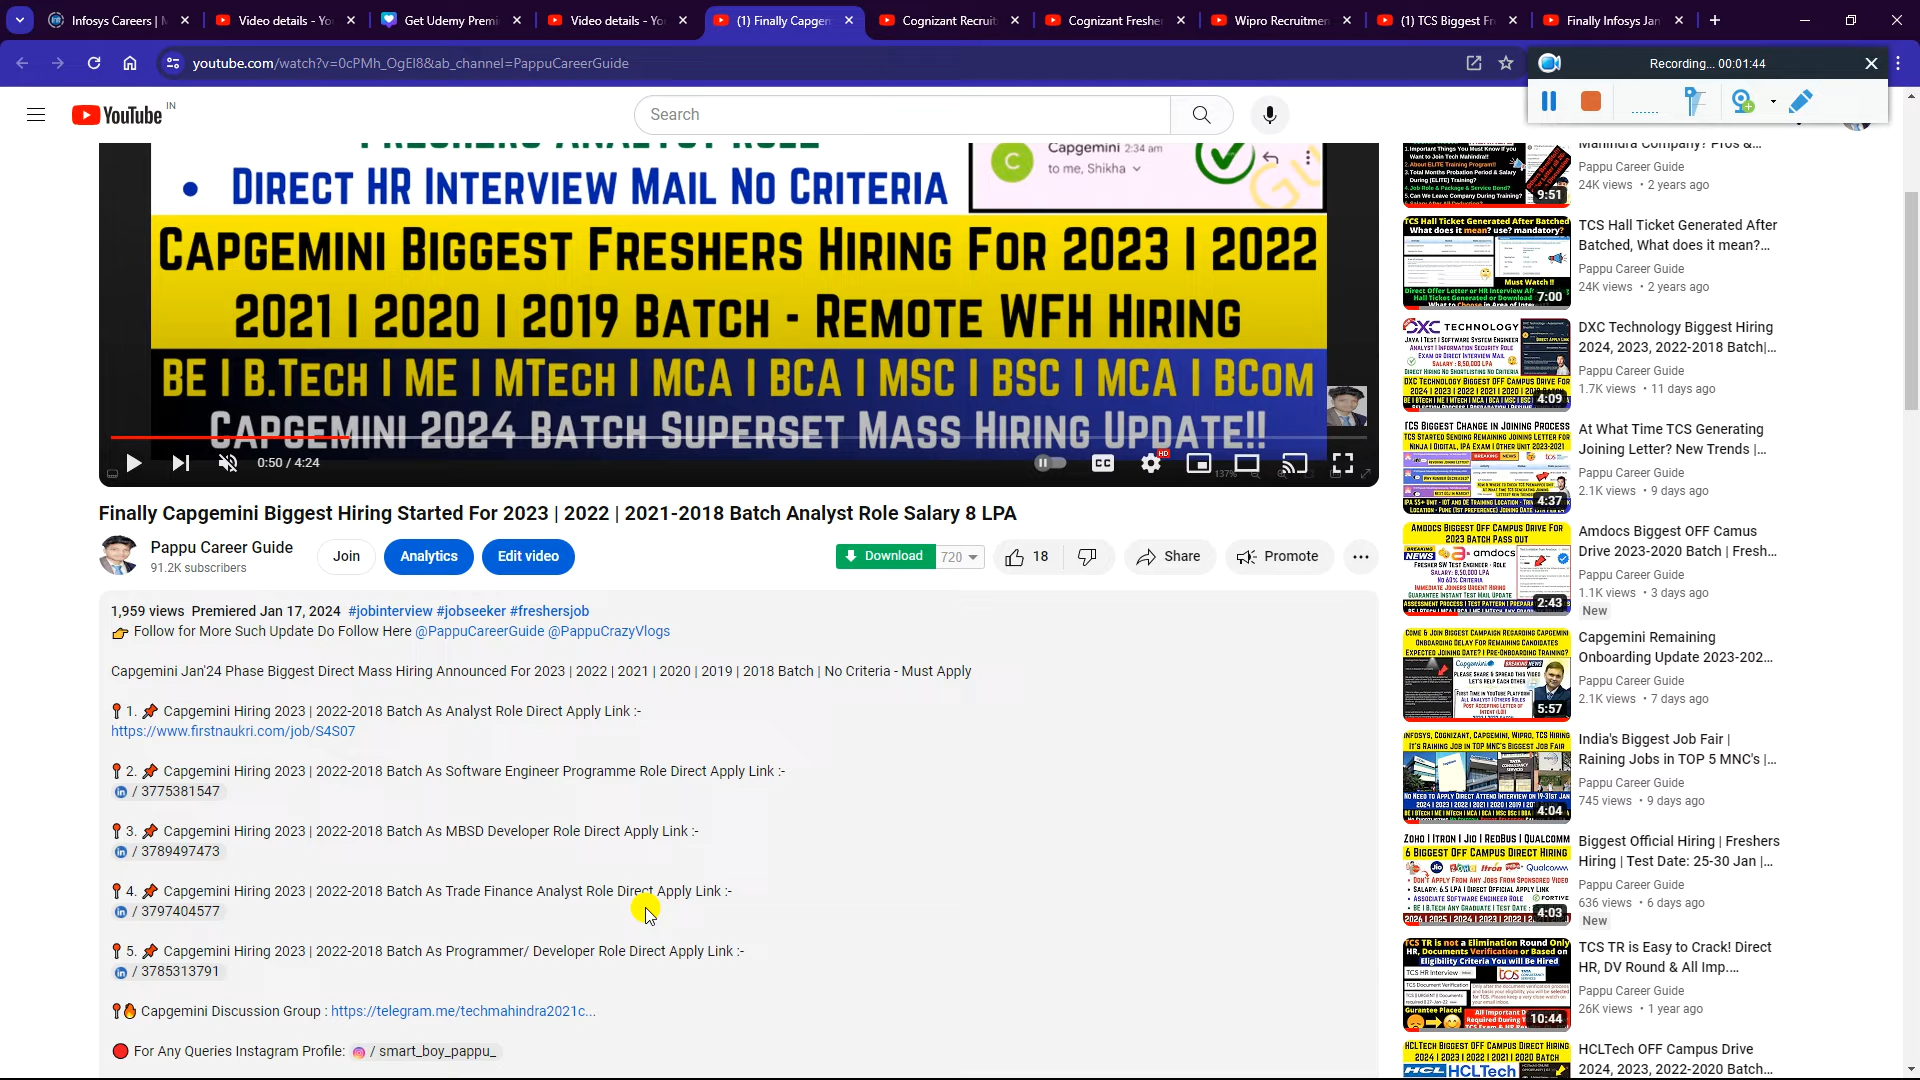 Infosys Careers |
Video details - Yo
Get Udemy Premi
Video details - Yo
(1) Finally Capgem
Cognizant Recruit
Cognizant Freshe
Wipro Recruitmen
(1) TCS Biggest Fr
Finally Infosys Jan
youtube.com/watch?v=0cPMh_OgEI8&ab_channel=PappuCareerGuide
Recording... 00:01:44
YouTube IN
Search
Capgemini 2:34 am
to me, Shikha
• Direct HR Interview Mail No Criteria
Capgemini Biggest Freshers Hiring For 2023 | 2022
2021 | 2020 | 2019 Batch - Remote WFH Hiring
BE | B.Tech | ME | MTech | MCA | BCA | MSC | BSC | MCA | BCom
Capgemini 2024 Batch Superset Mass Hiring Update!!
0:50 / 4:24
HD
137%
Finally Capgemini Biggest Hiring Started For 2023 | 2022 | 2021-2018 Batch Analyst Role Salary 8 LPA
Pappu Career Guide
91.2K subscribers
Join
Analytics
Edit video
Download
720
18
Share
Promote
1,959 views Premiered Jan 17, 2024 #jobinterview #jobseeker #freshersjob
👉 Follow for More Such Update Do Follow Here @PappuCareerGuide @PappuCrazyVlogs
Capgemini Jan'24 Phase Biggest Direct Mass Hiring Announced For 2023 | 2022 | 2021 | 2020 | 2019 | 2018 Batch | No Criteria - Must Apply
📍 1. 📌 Capgemini Hiring 2023 | 2022-2018 Batch As Analyst Role Direct Apply Link :-
https://www.firstnaukri.com/job/S4S07
📍 2. 📌 Capgemini Hiring 2023 | 2022-2018 Batch As Software Engineer Programme Role Direct Apply Link :-
/ 3775381547
📍 3. 📌 Capgemini Hiring 2023 | 2022-2018 Batch As MBSD Developer Role Direct Apply Link :-
/ 3789497473
📍 4. 📌 Capgemini Hiring 2023 | 2022-2018 Batch As Trade Finance Analyst Role Direct Apply Link :-
/ 3797404577
📍 5. 📌 Capgemini Hiring 2023 | 2022-2018 Batch As Programmer/ Developer Role Direct Apply Link :-
/ 3785313791
📍🔥 Capgemini Discussion Group : https://telegram.me/techmahindra2021c...
🔴 For Any Queries Instagram Profile: / smart_boy_pappu_
Mahindra Company? Pros &...
Pappu Career Guide
24K views • 2 years ago
9:51
TCS Hall Ticket Generated After
Batched, What does it mean?...
Pappu Career Guide
24K views • 2 years ago
7:00
DXC Technology Biggest Hiring
2024, 2023, 2022-2018 Batch|...
Pappu Career Guide
1.7K views • 11 days ago
4:09
At What Time TCS Generating
Joining Letter? New Trends |...
Pappu Career Guide
2.1K views • 9 days ago
4:37
Amdocs Biggest OFF Camus
Drive 2023-2020 Batch | Fresh...
Pappu Career Guide
1.1K views • 3 days ago
New
2:43
Capgemini Remaining
Onboarding Update 2023-202...
Pappu Career Guide
2.1K views • 7 days ago
5:57
India's Biggest Job Fair |
Raining Jobs in TOP 5 MNC's |...
Pappu Career Guide
745 views • 9 days ago
4:04
Biggest Official Hiring | Freshers
Hiring | Test Date: 25-30 Jan |...
Pappu Career Guide
636 views • 6 days ago
New
4:03
TCS TR is Easy to Crack! Direct
HR, DV Round & All Imp....
Pappu Career Guide
26K views • 1 year ago
10:44
HCLTech OFF Campus Drive
2024, 2023, 2022-2020 Batch...